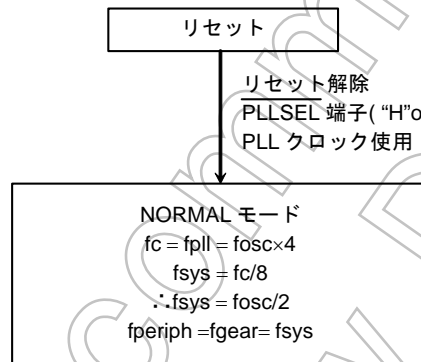 リセット
リセット解除
PLLSEL 端子( “H”o
PLL クロック使用
NORMAL モード
fc = fpll = fosc×4
fsys = fc/8
∴fsys = fosc/2
fperiph =fgear= fsys